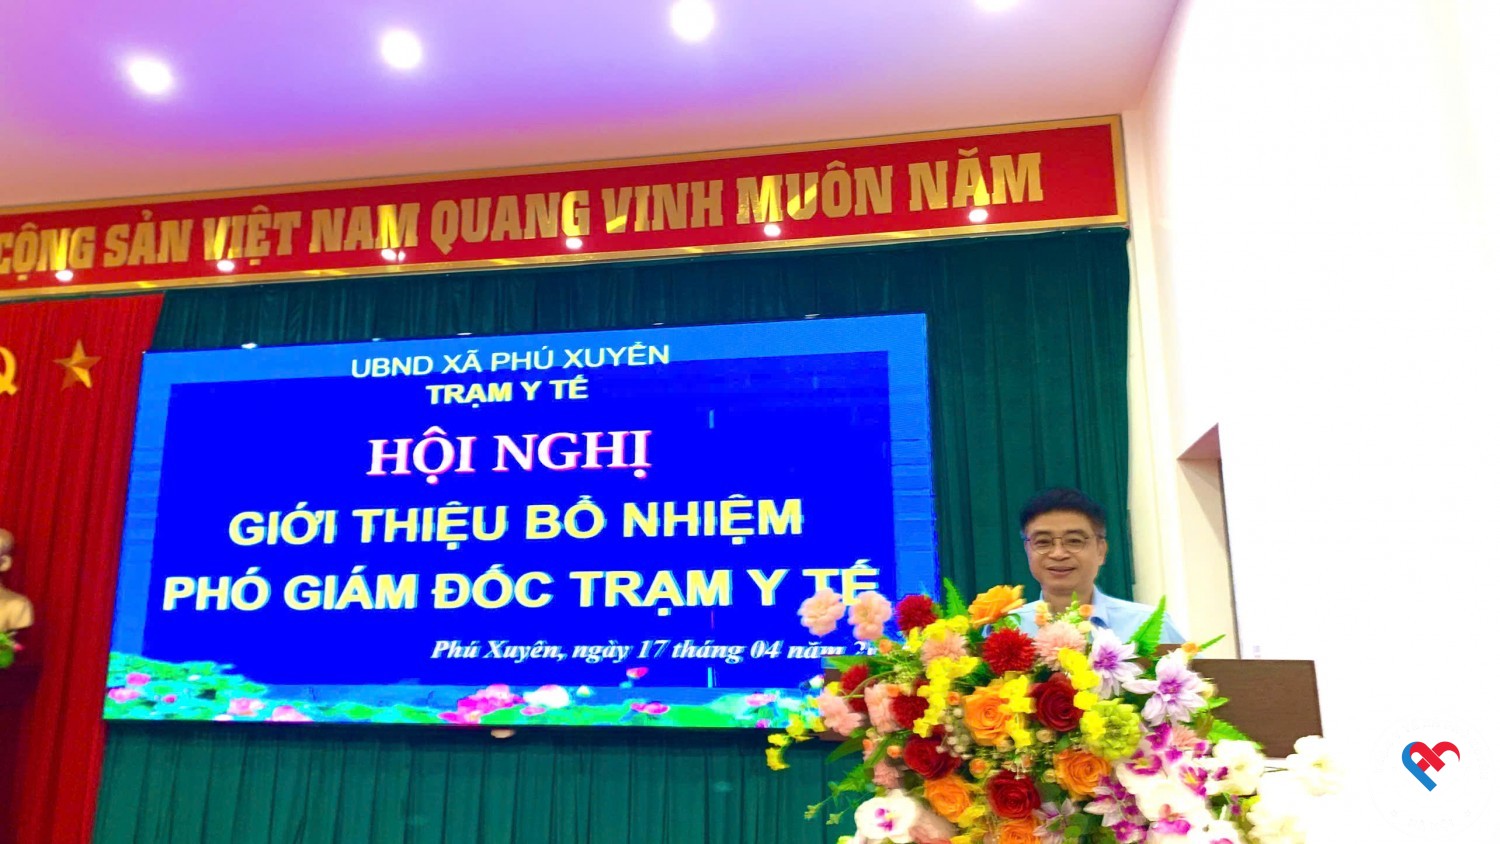 CỘNG SẢN VIỆT NAM QUANG VINH MUÔN NĂM
UBND XÃ PHÚ XUYÊN
TRẠM Y TẾ
HỘI NGHỊ
GIỚI THIỆU BỔ NHIỆM
PHÓ GIÁM ĐỐC TRẠM Y TẾ
Phú Xuyên, ngày 17 tháng 04 năm